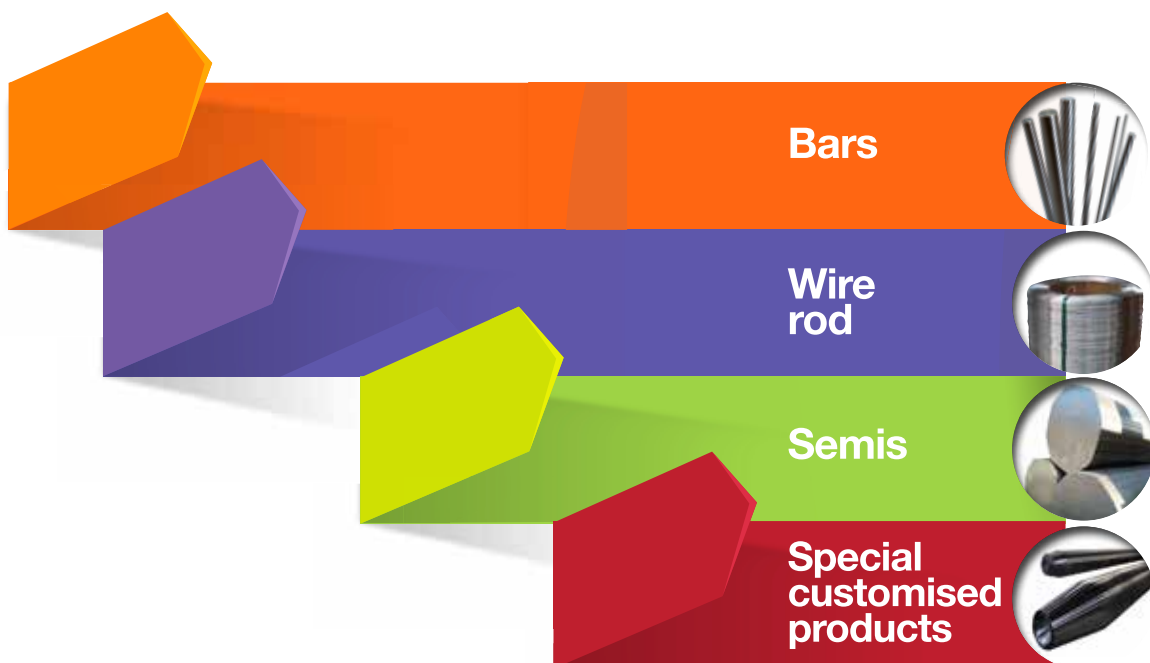 Bars
Wire
rod
Semis
Special
customised
products